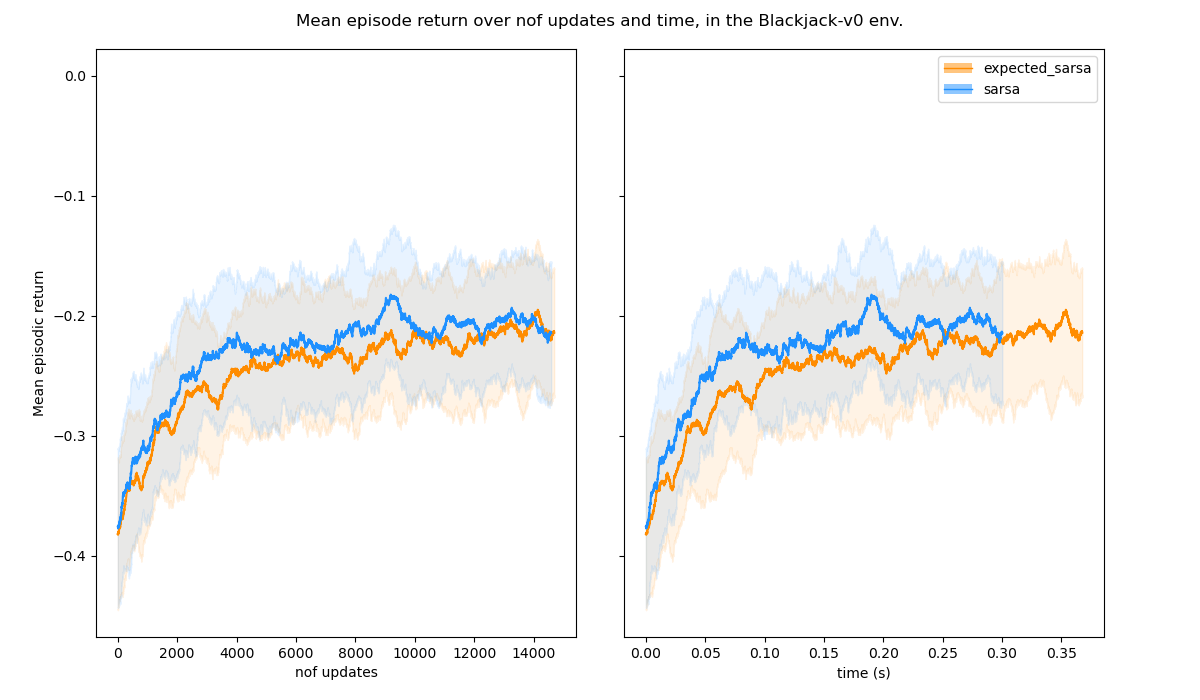 Mean episode return over nof updates and time, in the Blackjack-v0 env.
expected_sarsa
sarsa
0.0
−0.1
−0.2
−0.3
−0.4
Mean episodic return
0 2000 4000 6000 8000 10000 12000 14000
nof updates
0.00 0.05 0.10 0.15 0.20 0.25 0.30 0.35
time (s)